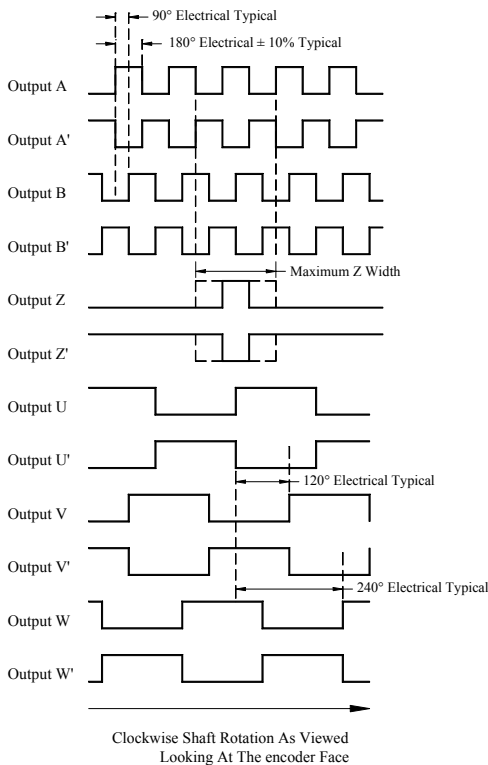 90° Electrical Typical
180° Electrical ± 10% Typical
Output A
Output A'
Output B
Output B'
Maximum Z Width
Output Z
Output Z'
Output U
Output U'
120° Electrical Typical
Output V
Output V'
240° Electrical Typical
Output W
Output W'
Clockwise Shaft Rotation As Viewed
Looking At The encoder Face